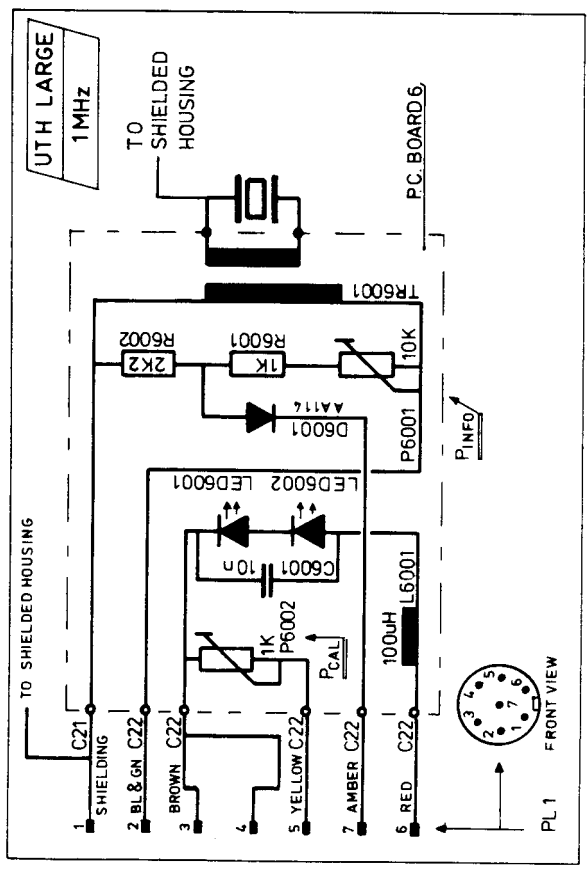 UTH LARGE
1 MHz
TO
SHIELDED
HOUSING
P.C. BOARD 6
TR6001
R6002
2K2
R6001
1K
10K
P6001
D6001
AA114
PINFO
LED6001
LED6002
10n
C6001
1K
P6002
PCAL
100uH
L6001
TO SHIELDED HOUSING
C21
C22
C22
C22
C22
C22
1
SHIELDING
2
BL & GN
3
BROWN
4
5
YELLOW
7
AMBER
6
RED
PL 1
1
2
3
4
5
6
7
FRONT VIEW